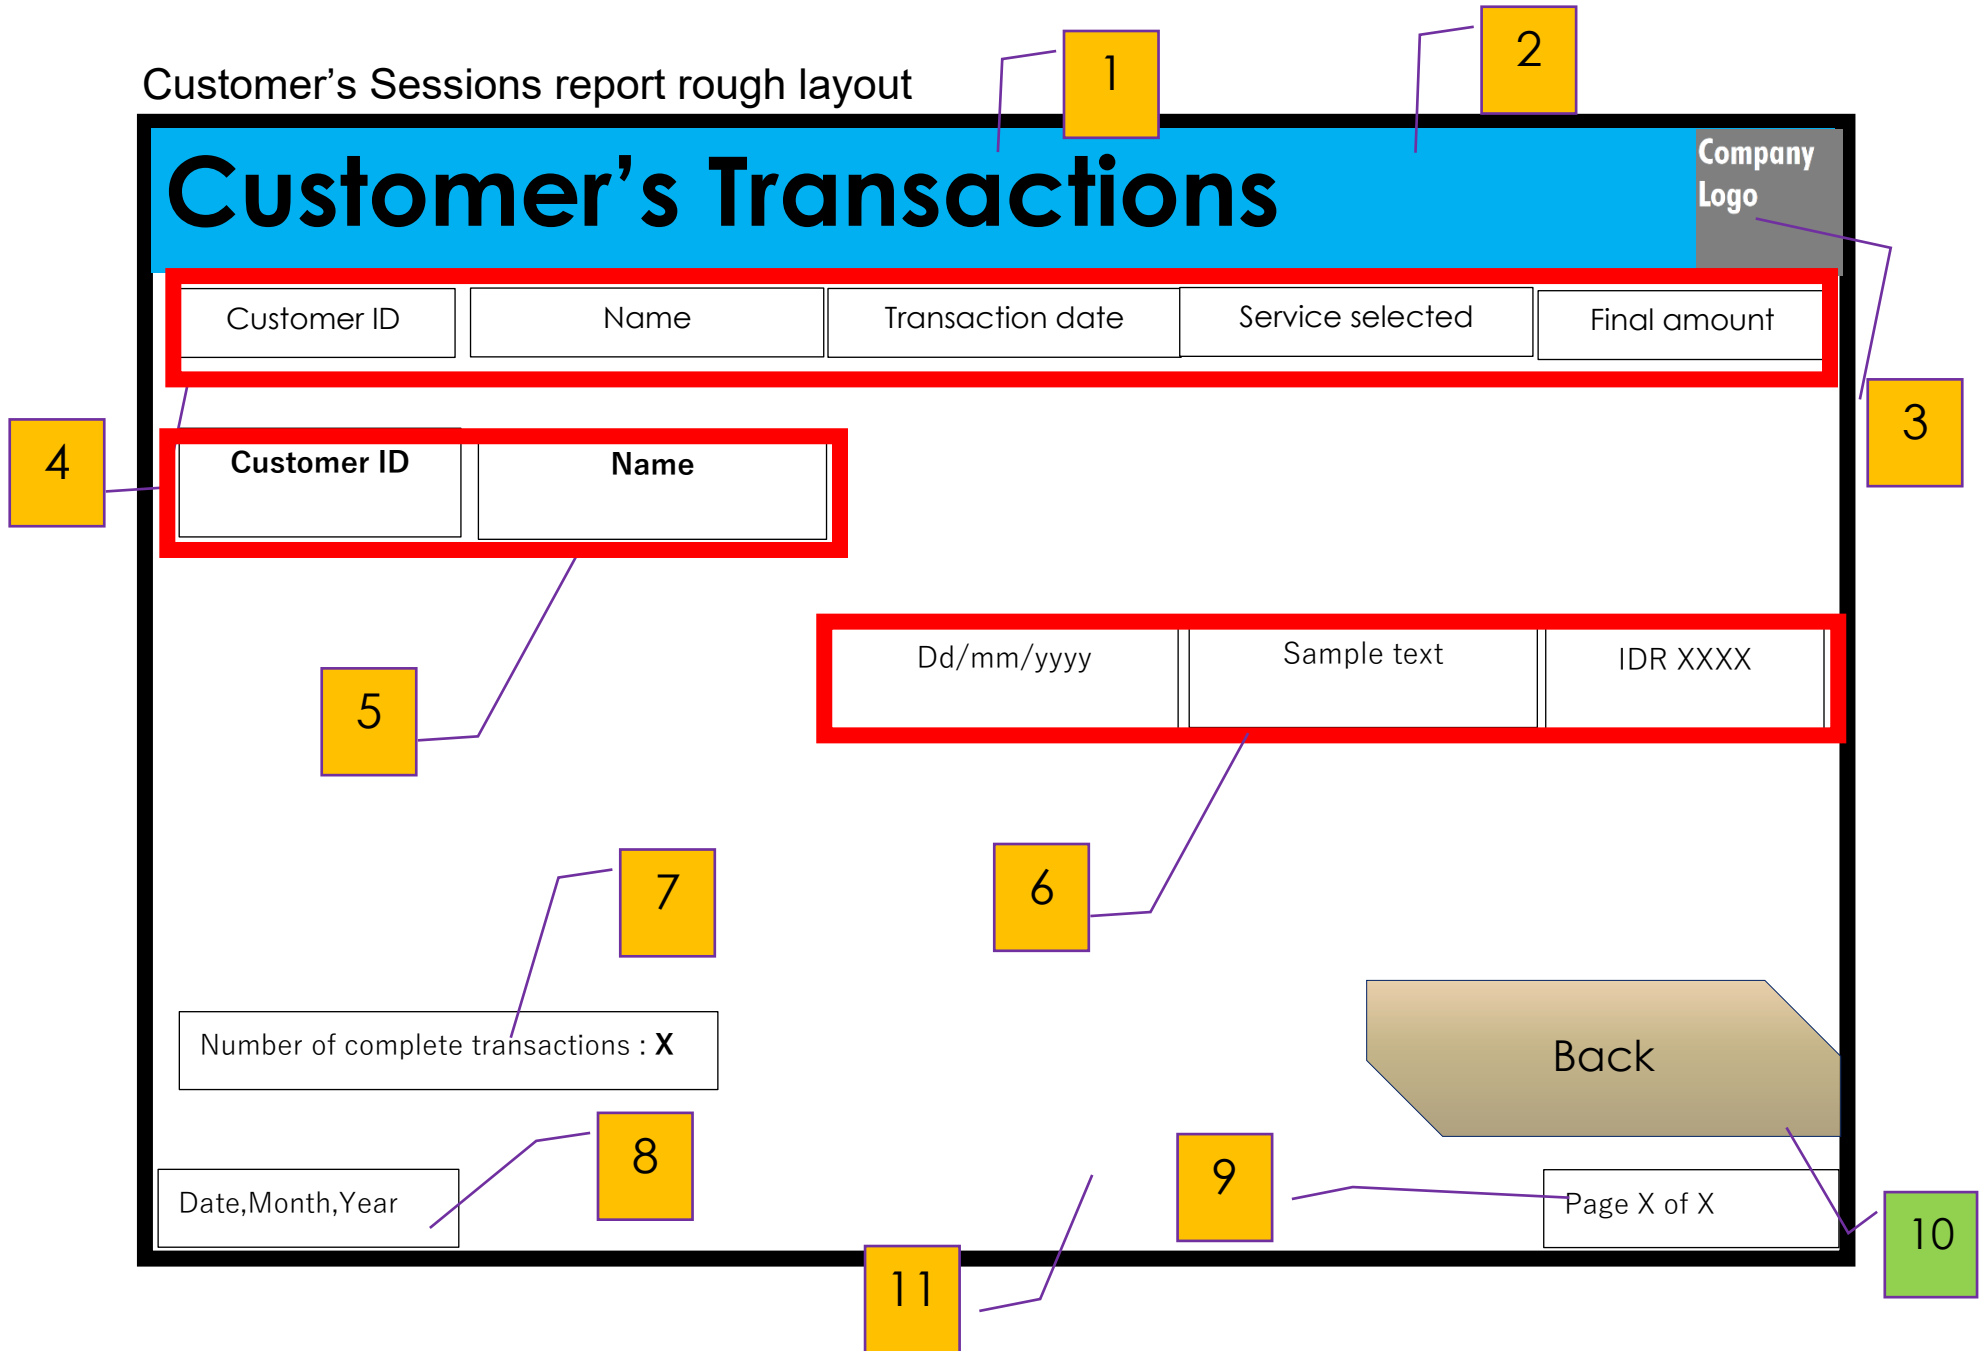 1
2
Customer’s Sessions report rough layout
Customer’s Transactions
Company
Logo
Customer ID
Name
Transaction date
Service selected
Final amount
3
4
Customer ID
Name
Dd/mm/yyyy
Sample text
IDR XXXX
5
7
6
Number of complete transactions : X
Back
8
9
Date,Month,Year
Page X of X
10
11